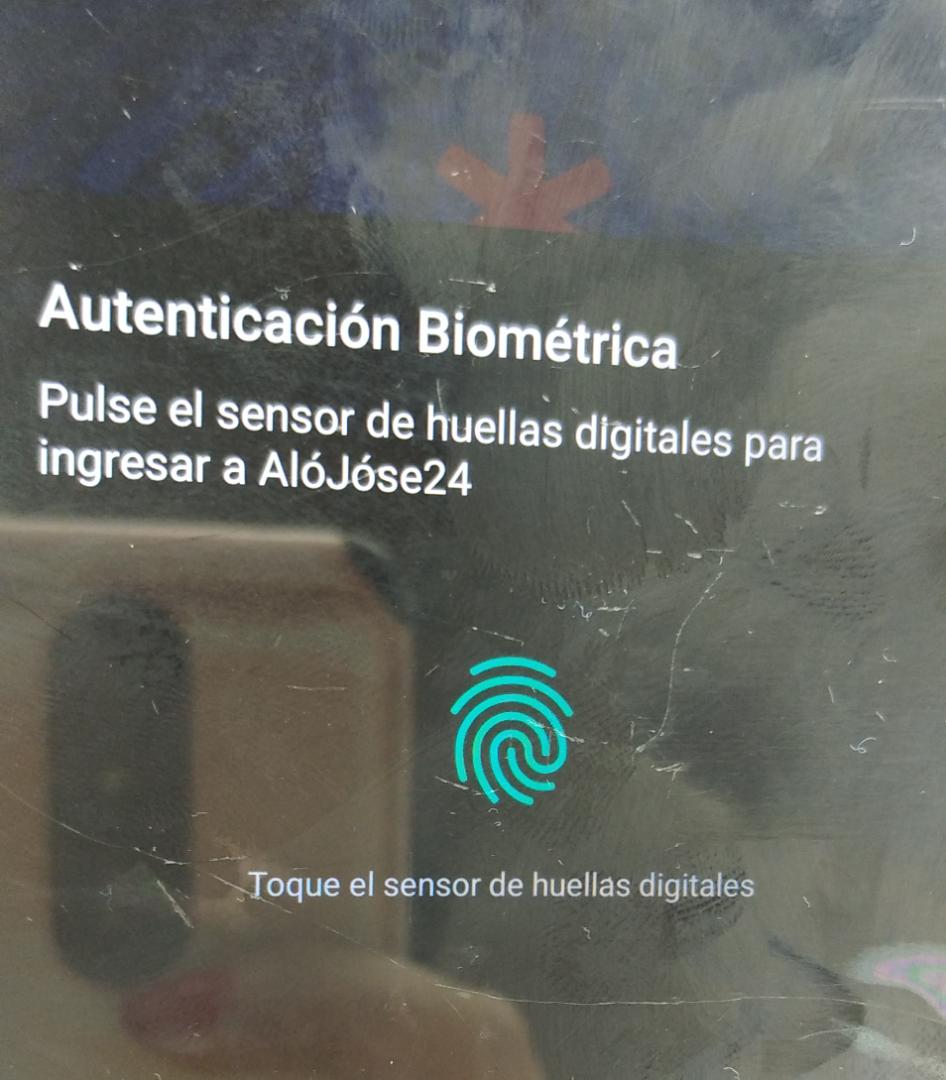 Autenticación Biométrica
Pulse el sensor de huellas digitales para
ingresar a AlóJóse24
Toque el sensor de huellas digitales